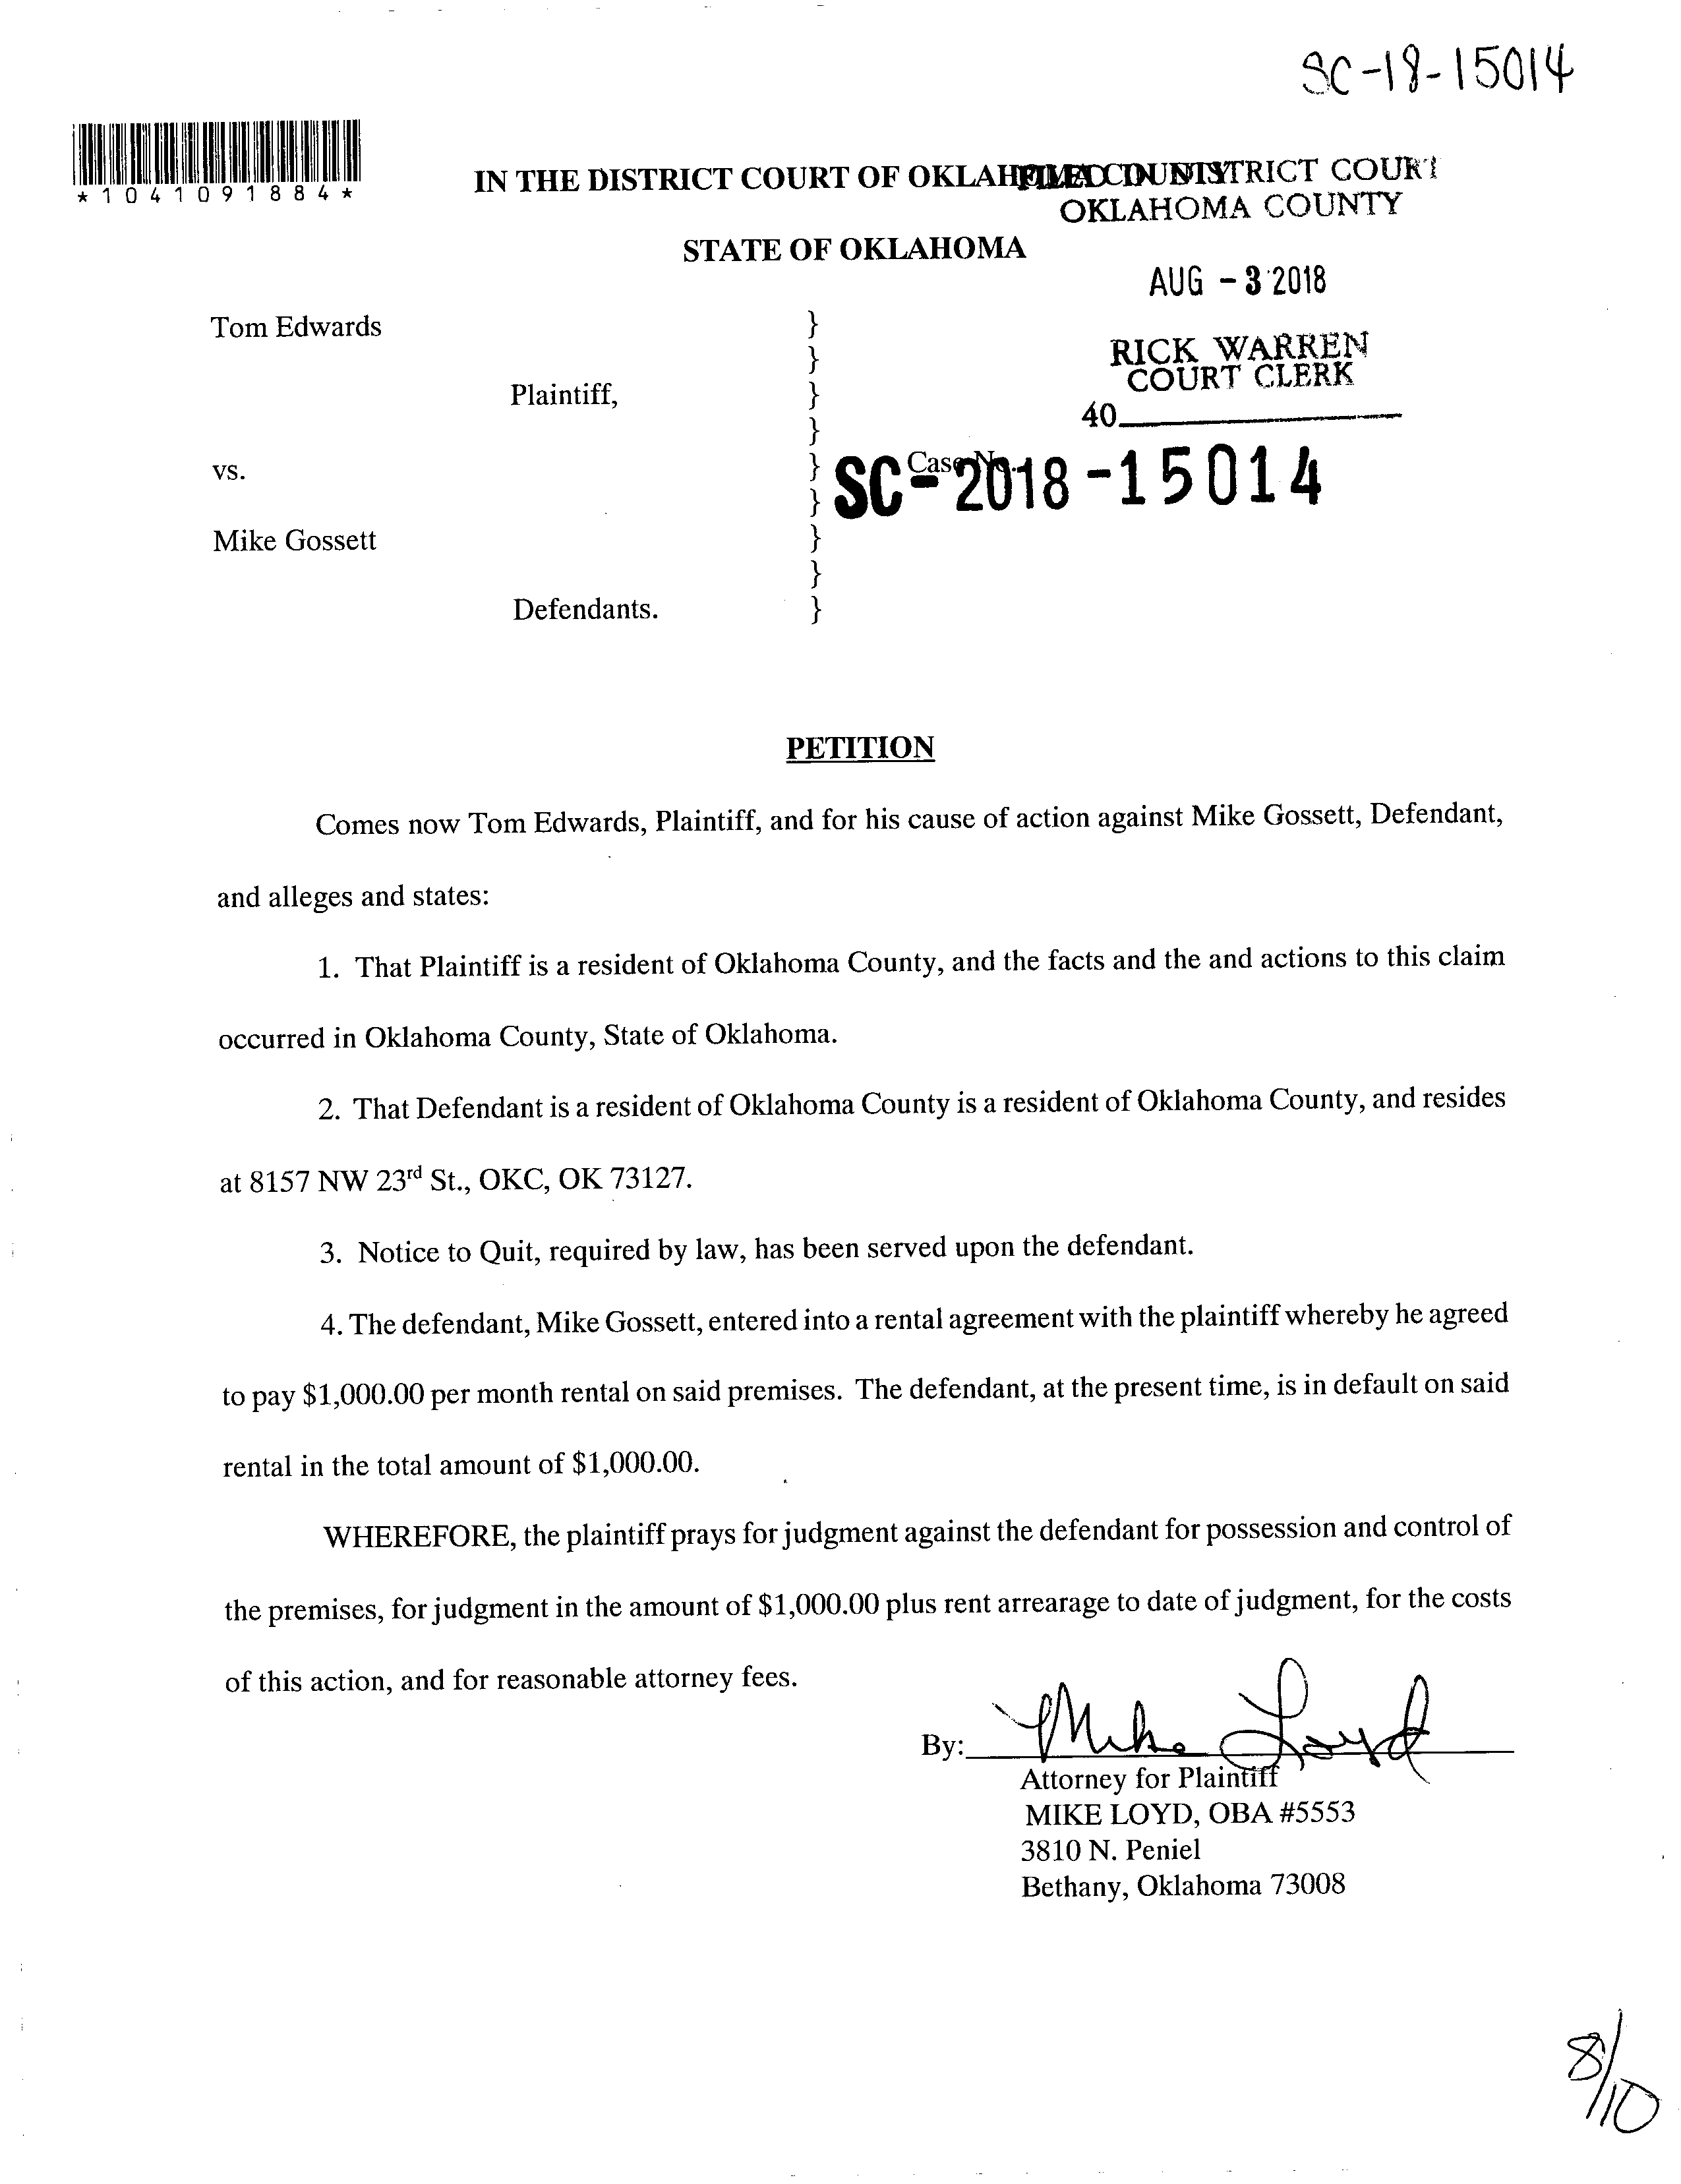 SC-18-15014
*1041091884*
IN THE DISTRICT COURT OF OKLAHOMA COUNTY
FILED IN DISTRICT COURT
OKLAHOMA COUNTY
STATE OF OKLAHOMA
AUG - 3 2018
Tom Edwards }
}
RICK WARREN
COURT CLERK
Plaintiff, }
40
}
vs. } Case No.
} SC-2018-15014
Mike Gossett }
}
Defendants. }
PETITION
Comes now Tom Edwards, Plaintiff, and for his cause of action against Mike Gossett, Defendant,
and alleges and states:
1. That Plaintiff is a resident of Oklahoma County, and the facts and the and actions to this claim
occurred in Oklahoma County, State of Oklahoma.
2. That Defendant is a resident of Oklahoma County is a resident of Oklahoma County, and resides
at 8157 NW 23rd St., OKC, OK 73127.
3. Notice to Quit, required by law, has been served upon the defendant.
4. The defendant, Mike Gossett, entered into a rental agreement with the plaintiff whereby he agreed
to pay $1,000.00 per month rental on said premises. The defendant, at the present time, is in default on said
rental in the total amount of $1,000.00.
WHEREFORE, the plaintiff prays for judgment against the defendant for possession and control of
the premises, for judgment in the amount of $1,000.00 plus rent arrearage to date of judgment, for the costs
of this action, and for reasonable attorney fees.
By: Mike Loyd
Attorney for Plaintiff
MIKE LOYD, OBA #5553
3810 N. Peniel
Bethany, Oklahoma 73008
8/10